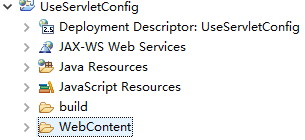 UseServletConfig
Deployment Descriptor: UseServletConfig
JAX-WS Web Services
Java Resources
JavaScript Resources
build
WebContent